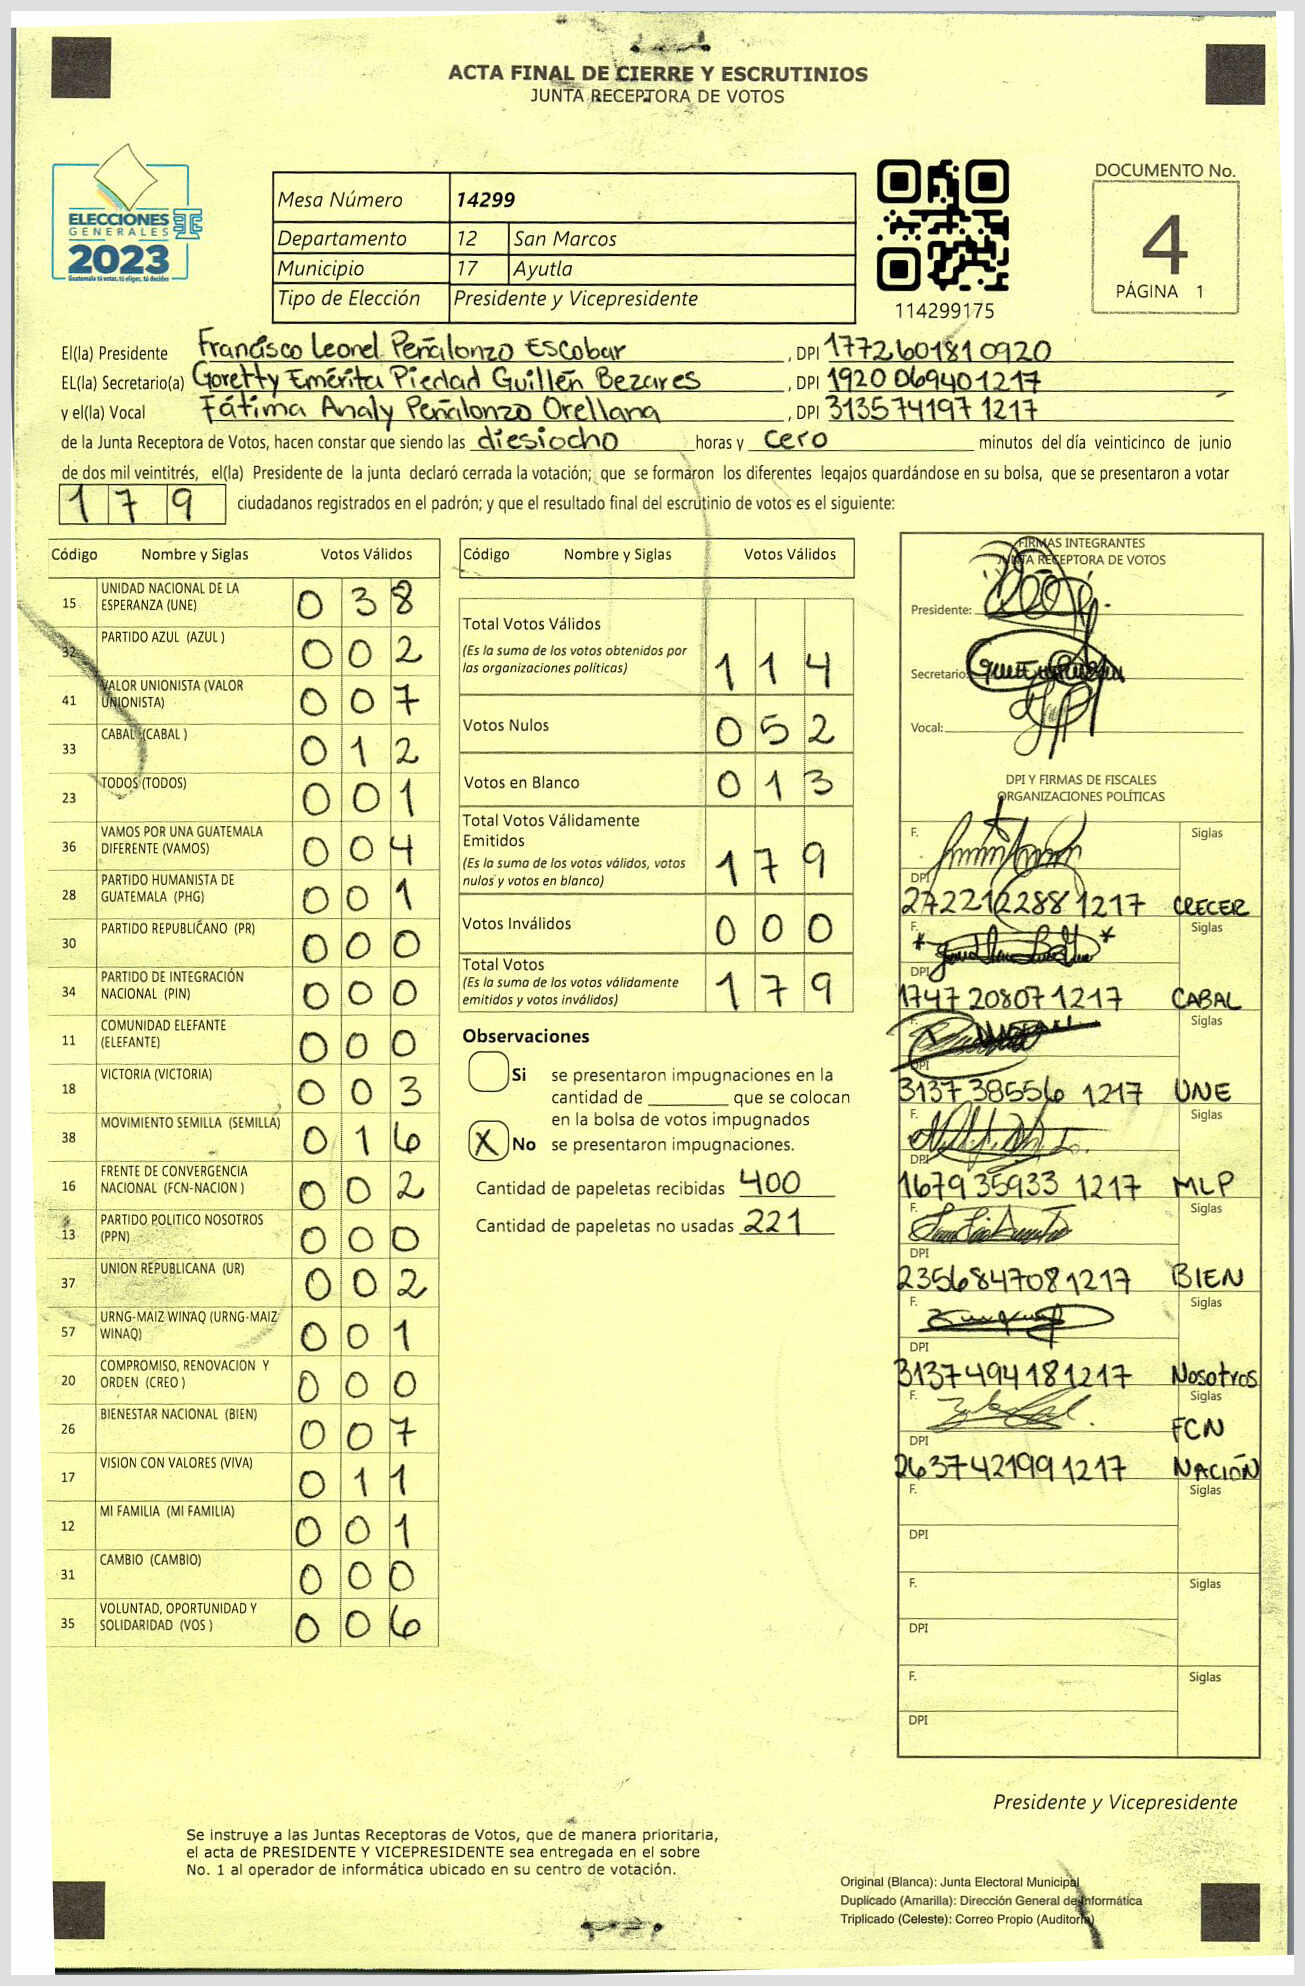 ACTA FINAL DE CIERRE Y ESCRUTINIOS
JUNTA RECEPTORA DE VOTOS
ELECCIONES
GENERALES
2023
Guatemala tú votas, tú eliges, tú decides
Mesa Número 14299
Departamento 12 San Marcos
Municipio 17 Ayutla
Tipo de Elección Presidente y Vicepresidente
114299175
DOCUMENTO No.
4
PÁGINA 1
El(la) Presidente Francisco Leonel Peñalonzo Escobar, DPI 1772601810920
EL(la) Secretario(a) Goretty Emérita Piedad Guillén Bezares, DPI 1920069401217
y el(la) Vocal Fátima Analy Peñalonzo Orellana, DPI 3135741971217
de la Junta Receptora de Votos, hacen constar que siendo las diesiocho horas y cero minutos del día veinticinco de junio
de dos mil veintitrés, el(la) Presidente de la junta declaró cerrada la votación; que se formaron los diferentes legajos quardándose en su bolsa, que se presentaron a votar
179 ciudadanos registrados en el padrón; y que el resultado final del escrutinio de votos es el siguiente:
Código Nombre y Siglas Votos Válidos
15 UNIDAD NACIONAL DE LA
ESPERANZA (UNE) 038
32 PARTIDO AZUL (AZUL ) 002
41 VALOR UNIONISTA (VALOR
UNIONISTA) 007
33 CABAL (CABAL ) 012
23 TODOS (TODOS) 001
36 VAMOS POR UNA GUATEMALA
DIFERENTE (VAMOS) 004
28 PARTIDO HUMANISTA DE
GUATEMALA (PHG) 001
30 PARTIDO REPUBLICANO (PR) 000
34 PARTIDO DE INTEGRACIÓN
NACIONAL (PIN) 000
11 COMUNIDAD ELEFANTE
(ELEFANTE) 000
18 VICTORIA (VICTORIA) 003
38 MOVIMIENTO SEMILLA (SEMILLA) 016
16 FRENTE DE CONVERGENCIA
NACIONAL (FCN-NACION ) 002
13 PARTIDO POLITICO NOSOTROS
(PPN) 000
37 UNION REPUBLICANA (UR) 002
57 URNG-MAIZ WINAQ (URNG-MAIZ
WINAQ) 001
20 COMPROMISO, RENOVACION Y
ORDEN (CREO ) 000
26 BIENESTAR NACIONAL (BIEN) 007
17 VISION CON VALORES (VIVA) 011
12 MI FAMILIA (MI FAMILIA) 001
31 CAMBIO (CAMBIO) 000
35 VOLUNTAD, OPORTUNIDAD Y
SOLIDARIDAD (VOS ) 006
Código Nombre y Siglas Votos Válidos
Total Votos Válidos
(Es la suma de los votos obtenidos por
las organizaciones políticas) 114
Votos Nulos 052
Votos en Blanco 013
Total Votos Válidamente
Emitidos
(Es la suma de los votos válidos, votos
nulos y votos en blanco) 179
Votos Inválidos 000
Total Votos
(Es la suma de los votos válidamente
emitidos y votos inválidos) 179
Observaciones
Si se presentaron impugnaciones en la
cantidad de ________ que se colocan
en la bolsa de votos impugnados
X No se presentaron impugnaciones.
Cantidad de papeletas recibidas 400
Cantidad de papeletas no usadas 221
FIRMAS INTEGRANTES
JUNTA RECEPTORA DE VOTOS
Presidente:
Secretario:
Vocal:
DPI Y FIRMAS DE FISCALES
ORGANIZACIONES POLÍTICAS
F. Siglas
DPI
2722122881217 CRECER
F. Siglas
DPI
1747208071217 CABAL
F. Siglas
DPI
3137385561217 UNE
F. Siglas
DPI
1679359331217 MLP
F. Siglas
DPI
2356847081217 BIEN
F. Siglas
DPI
3137494181217 Nosotros
F. Siglas
FCN
DPI
2637421991217 NACIÓN
F. Siglas
DPI
F. Siglas
DPI
F. Siglas
DPI
Presidente y Vicepresidente
Se instruye a las Juntas Receptoras de Votos, que de manera prioritaria,
el acta de PRESIDENTE Y VICEPRESIDENTE sea entregada en el sobre
No. 1 al operador de informática ubicado en su centro de votación.
Original (Blanca): Junta Electoral Municipal
Duplicado (Amarilla): Dirección General de Informática
Triplicado (Celeste): Correo Propio (Auditoría)